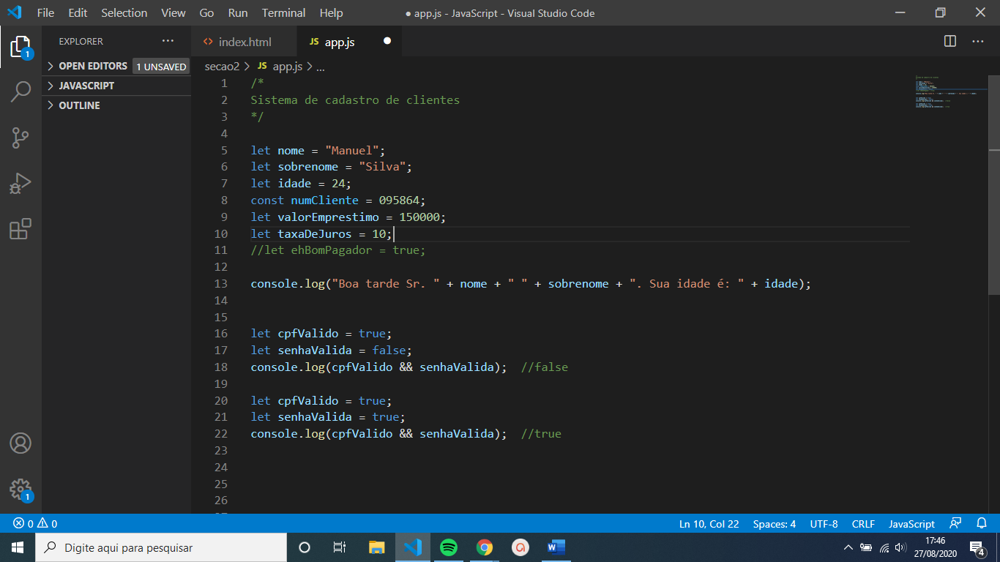 File Edit Selection View Go Run Terminal Help
● app.js - JavaScript - Visual Studio Code
EXPLORER
OPEN EDITORS 1 UNSAVED
JAVASCRIPT
OUTLINE
1
1
index.html
JS app.js
secao2 > JS app.js > ...
1 /*
2 Sistema de cadastro de clientes
3 */
4
5 let nome = "Manuel";
6 let sobrenome = "Silva";
7 let idade = 24;
8 const numCliente = 095864;
9 let valorEmprestimo = 150000;
10 let taxaDeJuros = 10;
11 //let ehBomPagador = true;
12
13 console.log("Boa tarde Sr. " + nome + " " + sobrenome + ". Sua idade é: " + idade);
14
15
16 let cpfValido = true;
17 let senhaValida = false;
18 console.log(cpfValido && senhaValida);  //false
19
20 let cpfValido = true;
21 let senhaValida = true;
22 console.log(cpfValido && senhaValida);  //true
23
24
25
26
0 0
Ln 10, Col 22 Spaces: 4 UTF-8 CRLF JavaScript
Digite aqui para pesquisar
17:46
27/08/2020
4